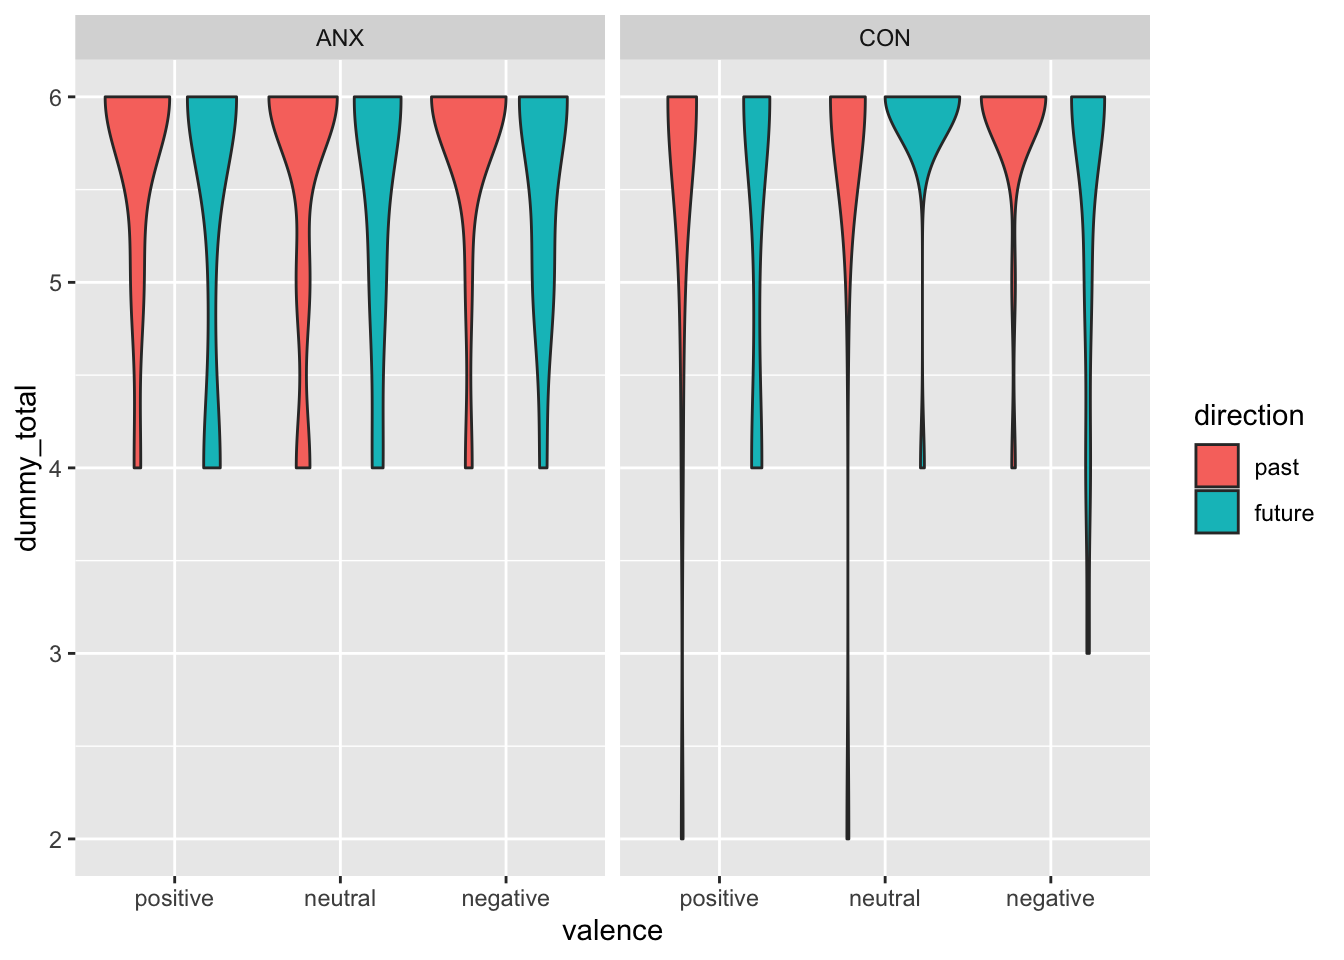 ANX CON
6
5
4
3
2
dummy_total
positive neutral negative positive neutral negative
valence
direction
past
future